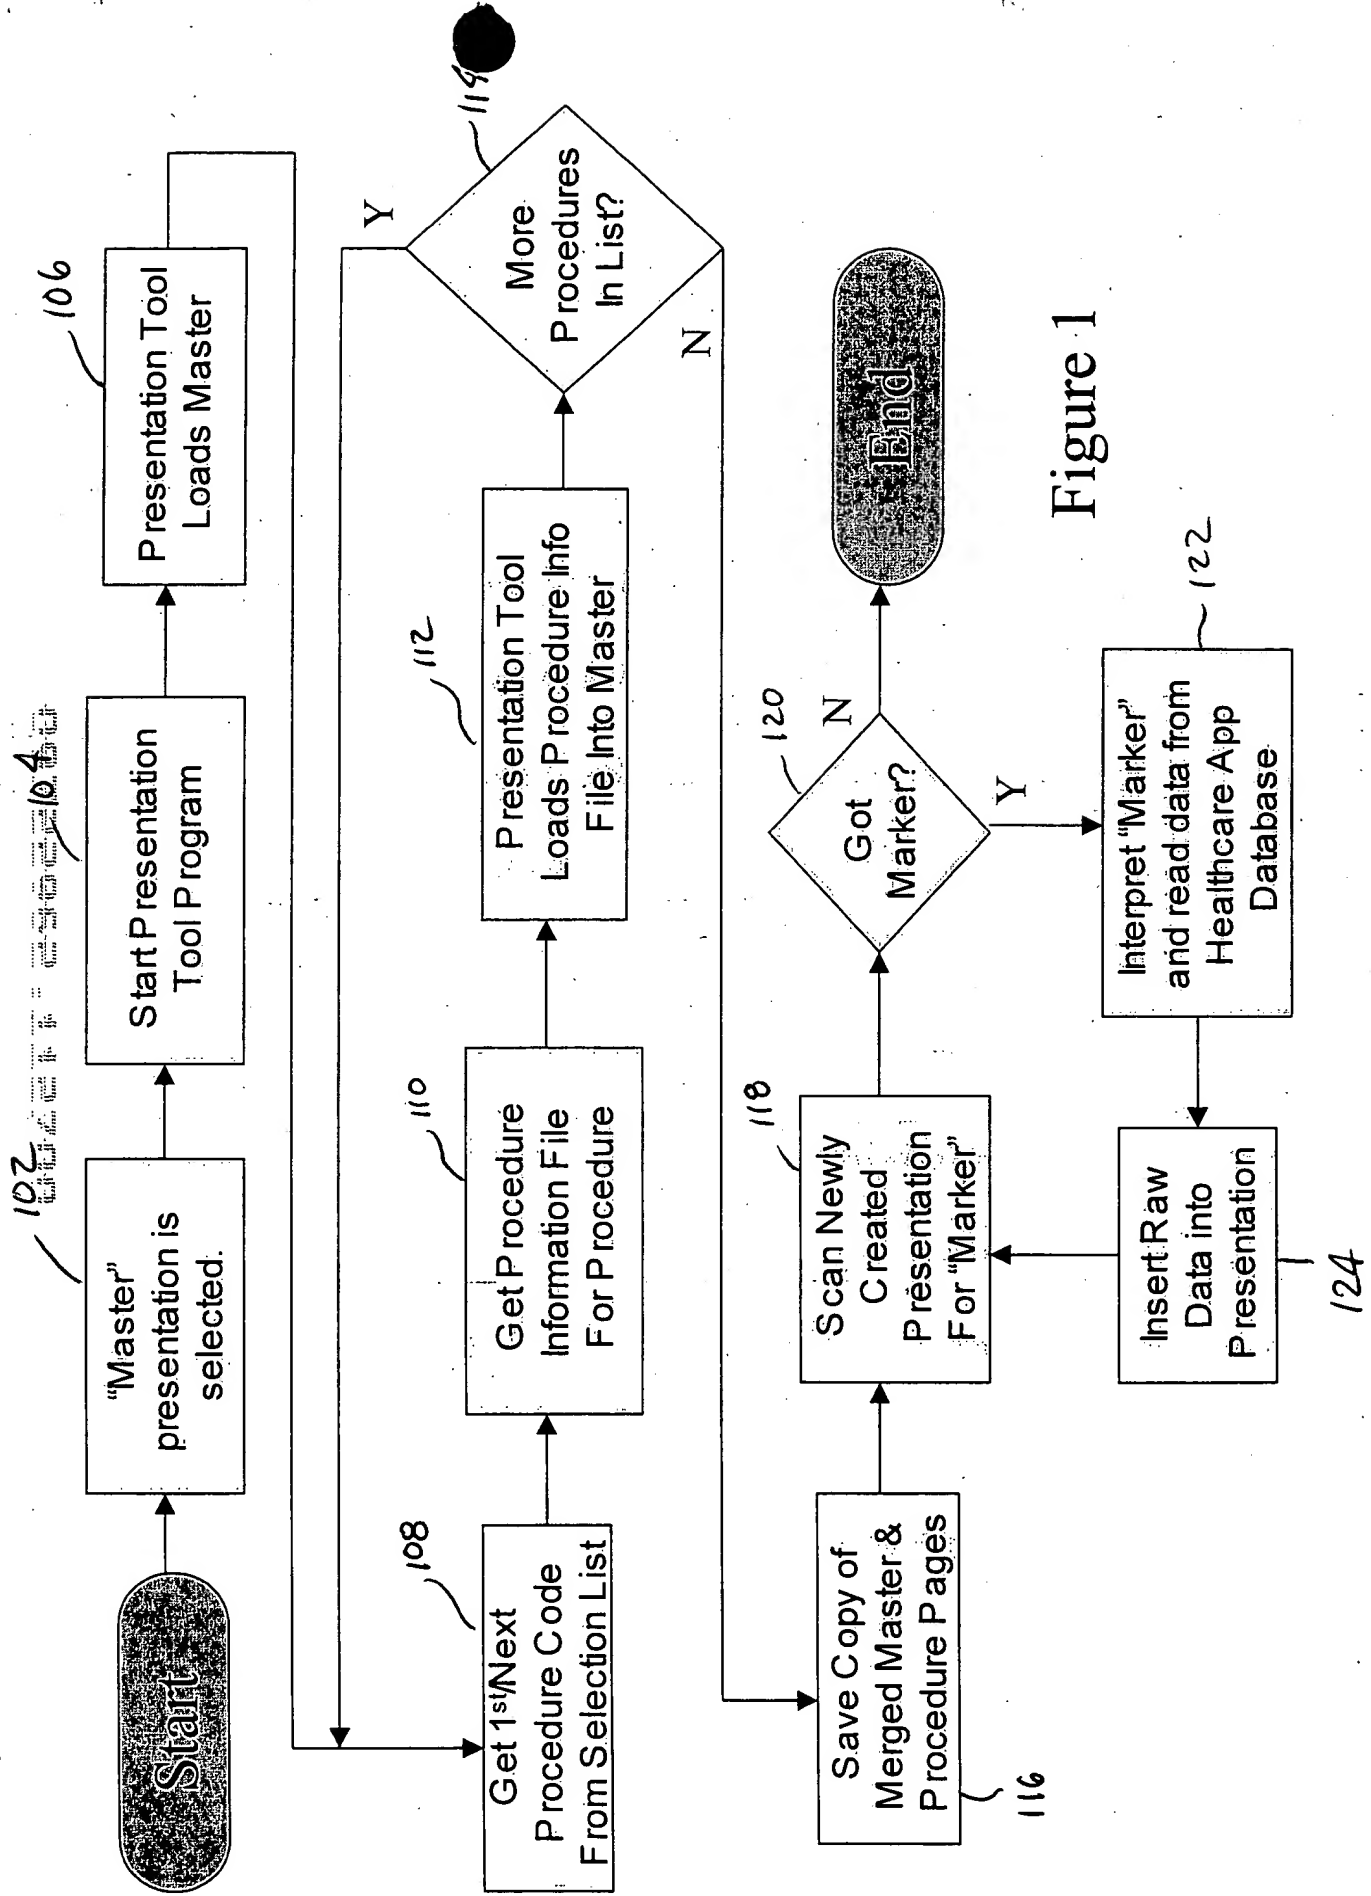 Start
“Master”
presentation is
selected.
102
Start Presentation
Tool Program
104
Presentation Tool
Loads Master
106
Get 1st/Next
Procedure Code
From Selection List
108
Get Procedure
Information File
For Procedure
110
Presentation Tool
Loads Procedure Info
File Into Master
112
More
Procedures
In List?
114
Y
N
Save Copy of
Merged Master &
Procedure Pages
116
Scan Newly
Created
Presentation
For “Marker”
118
Got
Marker?
120
N
Y
End
Interpret “Marker”
and read data from
Healthcare App
Database
122
Insert Raw
Data into
Presentation
124
Figure 1